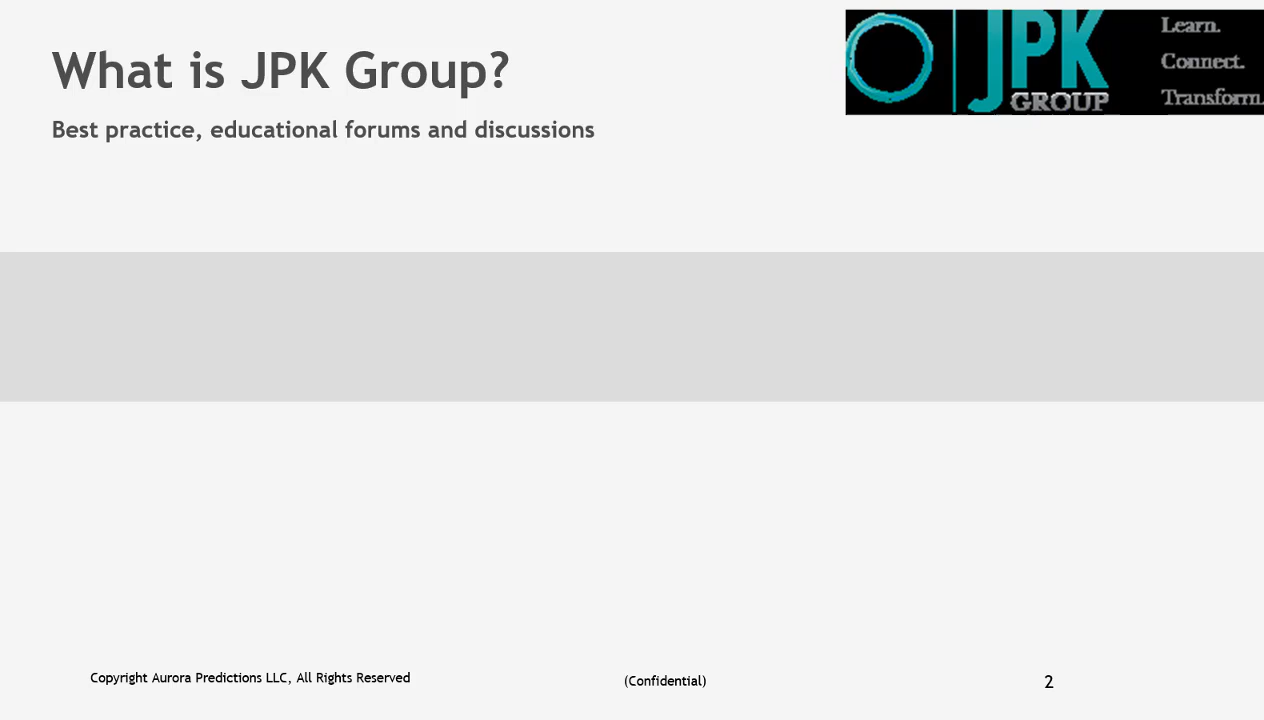 What is JPK Group?
Best practice, educational forums and discussions
JPK
GROUP
Learn.
Connect.
Transform.
Copyright Aurora Predictions LLC, All Rights Reserved
(Confidential)
2